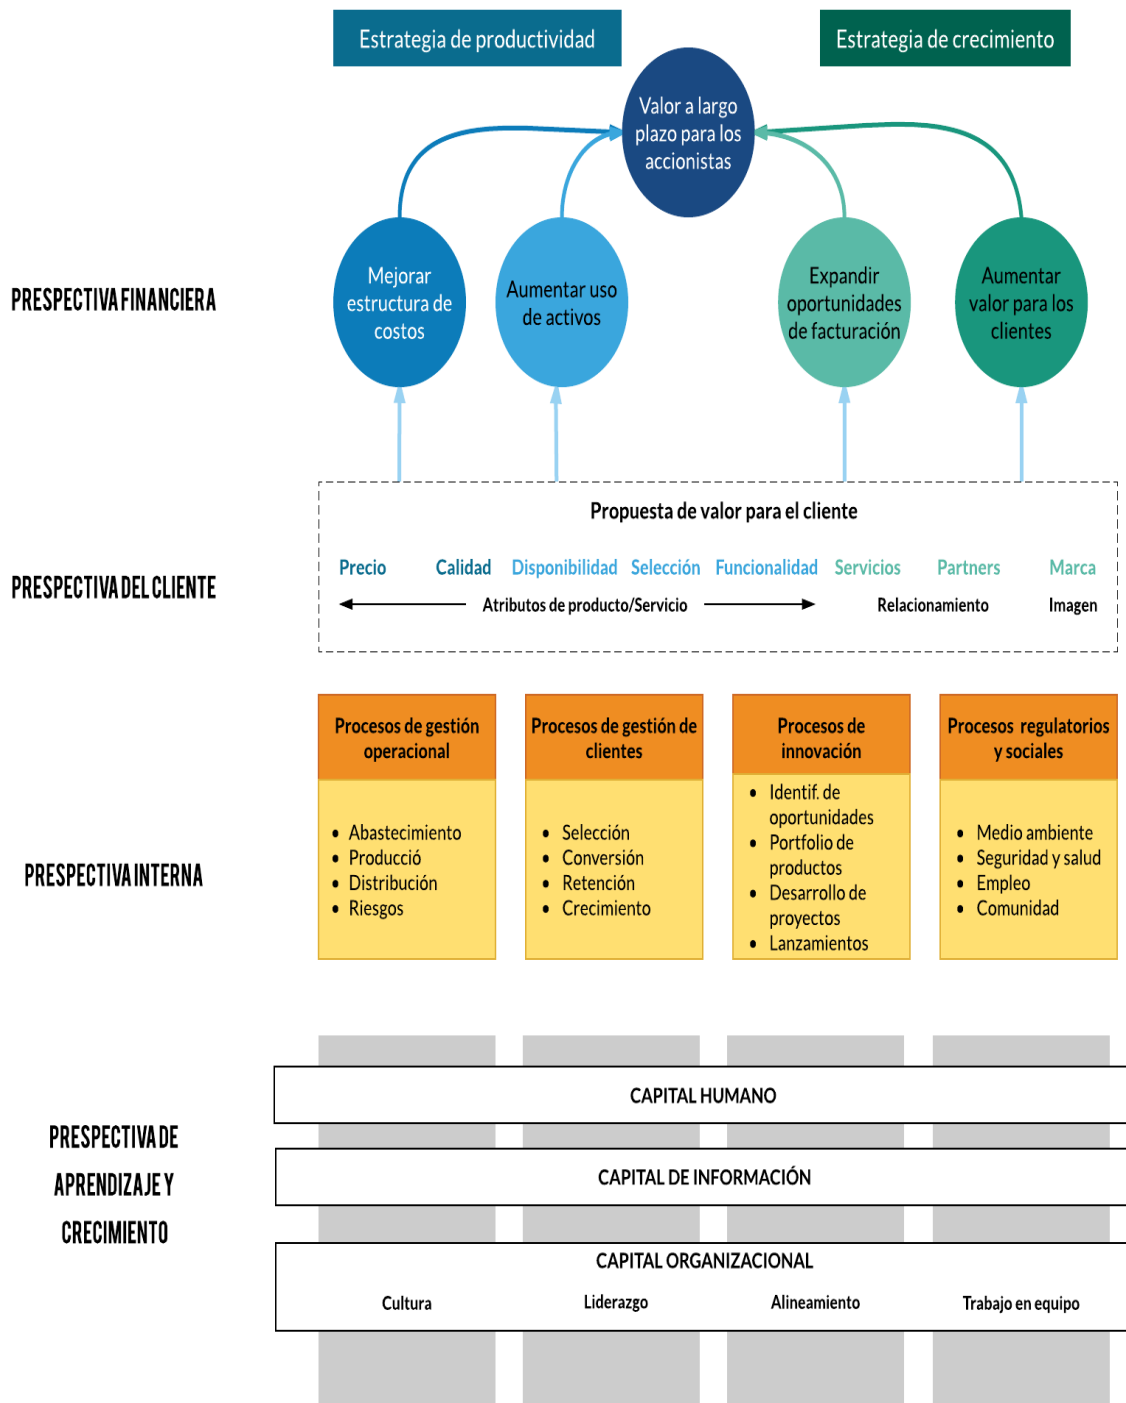 Estrategia de productividad
Estrategia de crecimiento
Valor a largo
plazo para los
accionistas
PRESPECTIVA FINANCIERA
Mejorar
estructura de
costos
Aumentar uso
de activos
Expandir
oportunidades
de facturación
Aumentar
valor para los
clientes
PRESPECTIVA DEL CLIENTE
Propuesta de valor para el cliente
Precio Calidad Disponibilidad Selección Funcionalidad Servicios Partners Marca
Atributos de producto/Servicio Relacionamiento Imagen
PRESPECTIVA INTERNA
Procesos de gestión
operacional
• Abastecimiento
• Producció
• Distribución
• Riesgos
Procesos de gestión de
clientes
• Selección
• Conversión
• Retención
• Crecimiento
Procesos de
innovación
• Identif. de
oportunidades
• Portfolio de
productos
• Desarrollo de
proyectos
• Lanzamientos
Procesos regulatorios
y sociales
• Medio ambiente
• Seguridad y salud
• Empleo
• Comunidad
PRESPECTIVA DE
APRENDIZAJE Y
CRECIMIENTO
CAPITAL HUMANO
CAPITAL DE INFORMACIÓN
CAPITAL ORGANIZACIONAL
Cultura Liderazgo Alineamiento Trabajo en equipo